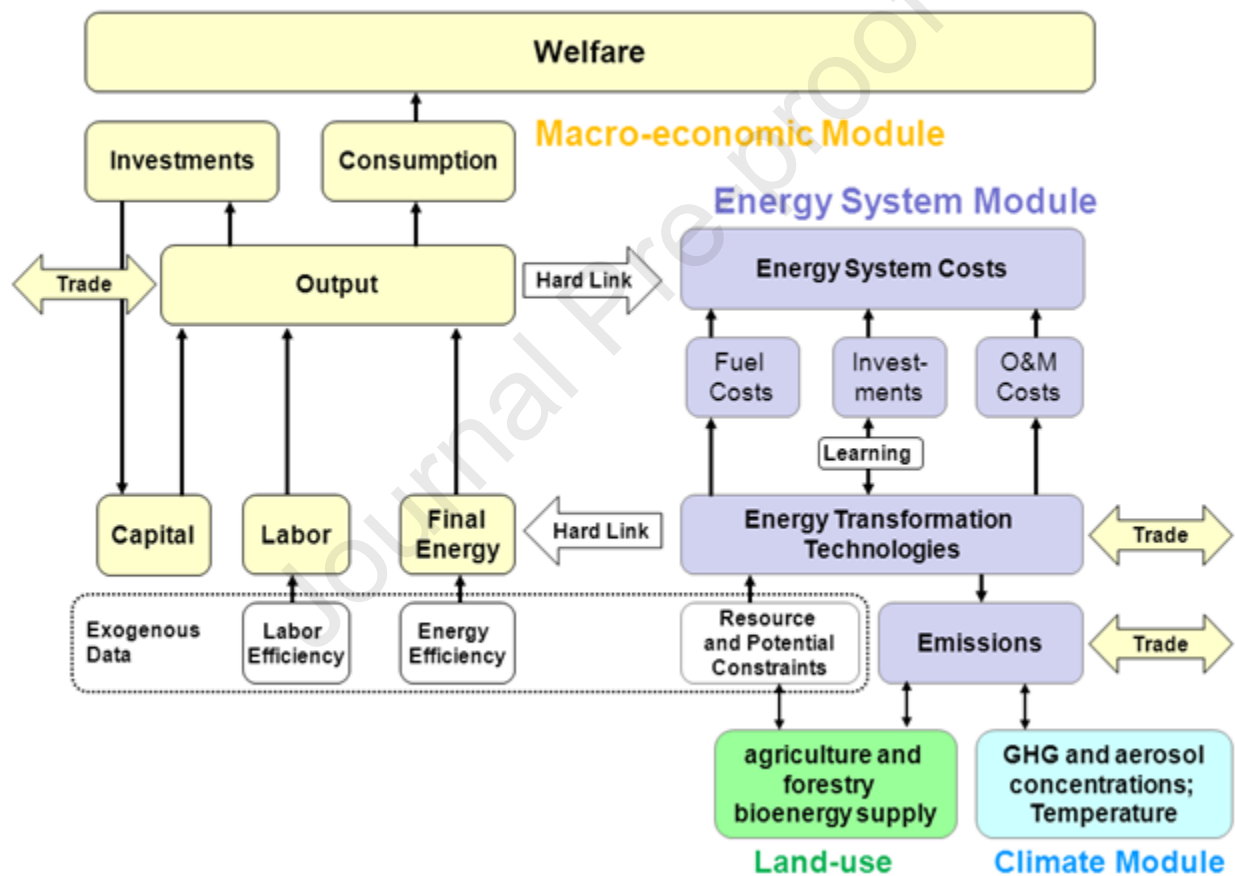 Welfare
Macro-economic Module
Investments
Consumption
Energy System Module
Trade
Output
Hard Link
Energy System Costs
Fuel
Costs
Invest-
ments
O&M
Costs
Learning
Capital
Labor
Final
Energy
Hard Link
Energy Transformation
Technologies
Trade
Exogenous
Data
Labor
Efficiency
Energy
Efficiency
Resource
and Potential
Constraints
Emissions
Trade
agriculture and
forestry
bioenergy supply
GHG and aerosol
concentrations;
Temperature
Land-use
Climate Module
Journal Pre-proof